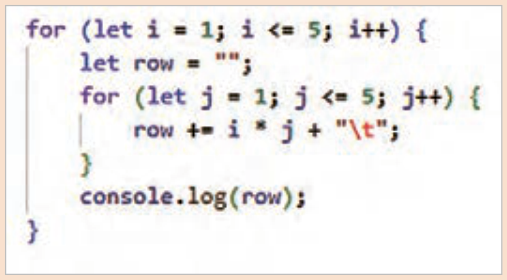 for (let i = 1; i <= 5; i++) {
    let row = "";
    for (let j = 1; j <= 5; j++) {
        row += i * j + "\t";
    }
    console.log(row);
}